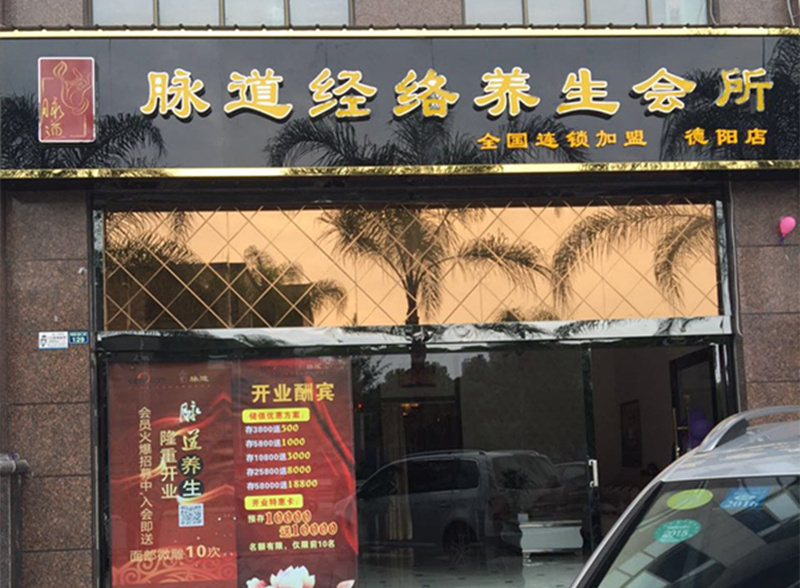 脉道
脉道经络养生会所
全国连锁加盟 德阳店
129
脉道养生
隆重开业
会员火爆招募中,入会即送
面部微雕10次
开业酬宾
储值优惠方案:
存3800送500
存5800送1000
存10800送3000
存25800送8000
存58000送18800
开业特惠卡:
预存10000
送10000
名额有限,仅限前10名
2015
2016